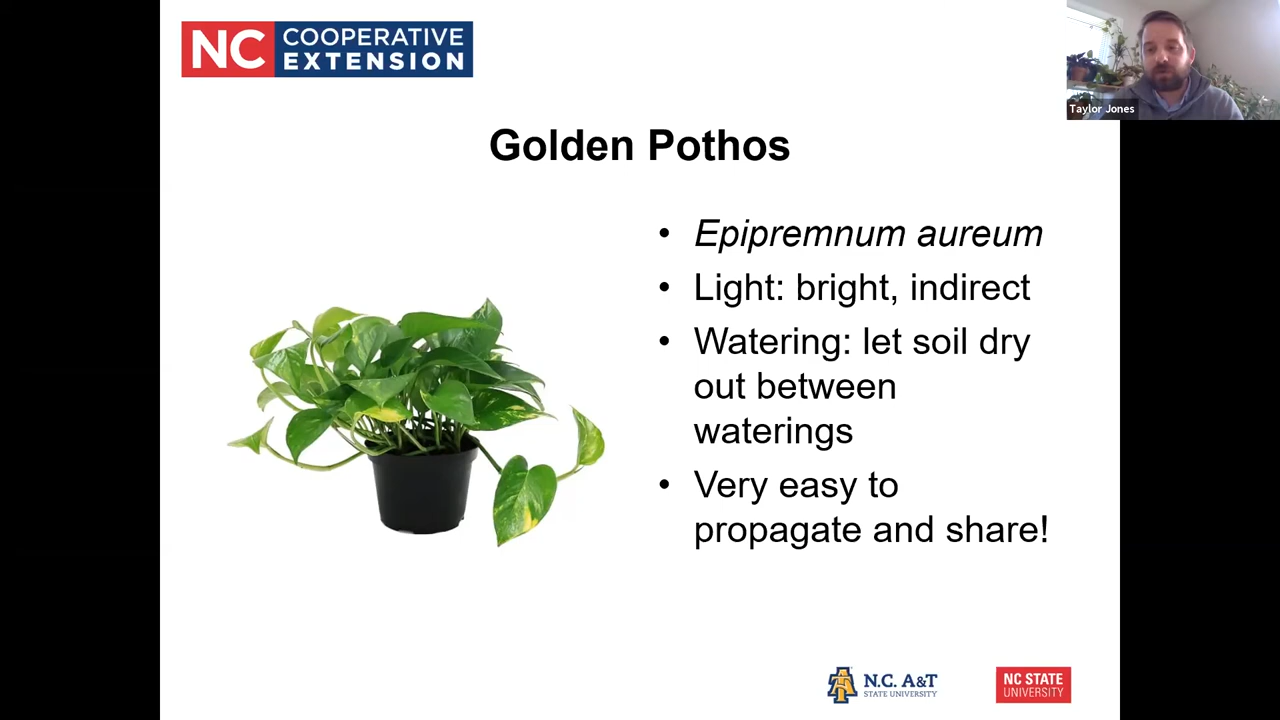 NC COOPERATIVE
EXTENSION
Taylor Jones
Golden Pothos
• Epipremnum aureum
• Light: bright, indirect
• Watering: let soil dry
out between
waterings
• Very easy to
propagate and share!
N.C. A&T
STATE UNIVERSITY
NC STATE
UNIVERSITY